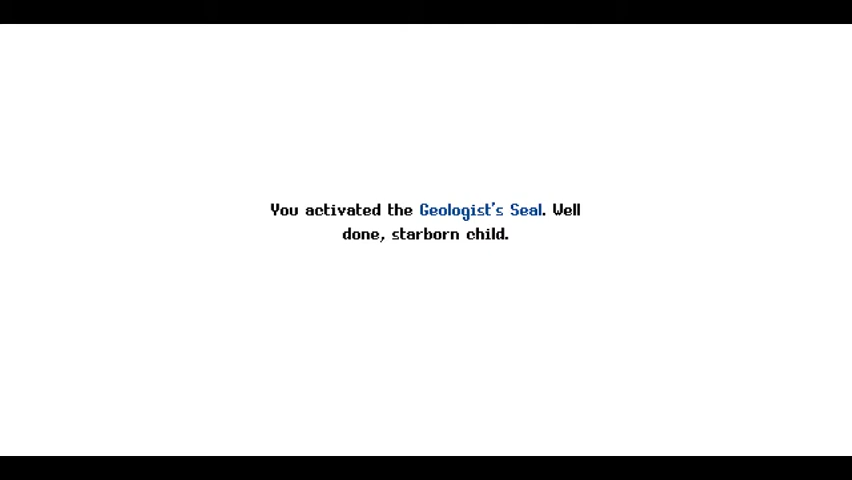 You activated the Geologist's Seal. Well
done, starborn child.